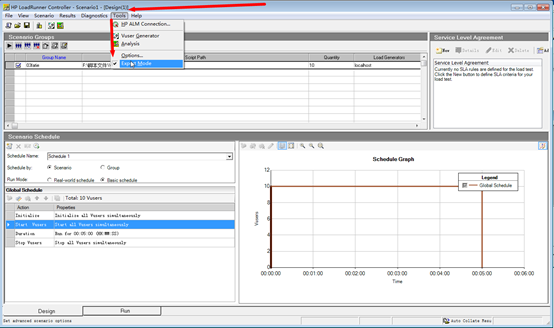 HP LoadRunner Controller - Scenario1 - [Design(1)]
File View Scenario Results Diagnostics Tools Help
HP ALM Connection...
Vuser Generator
Analysis
Options...
Expert Mode
Scenario Groups
Group Name Script Path Quantity Load Generators
10 localhost
Service Level Agreement
New Details Edit Delete
Service Level Agreement
Currently no SLA rules are defined for the load test.
Click the New button to define SLA criteria for your
load test.
Scenario Schedule
Schedule Name: Schedule 1
Schedule by: Scenario Group
Run Mode Real-world schedule Basic schedule
Global Schedule
Total: 10 Vusers
Action Properties
Initialize Initialize all Vusers simultaneously
Start Vusers Start all Vusers simultaneously
Duration Run for 00:05:00 (HH:MM:SS)
Stop Vusers Stop all Vusers simultaneously
Schedule Graph
Legend
Global Schedule
Vusers
12
10
8
6
4
2
0
00:00:00 00:01:00 00:02:00 00:03:00 00:04:00 00:05:00 00:06:00
Time
Design Run
Set advanced scenario options
Auto Collate